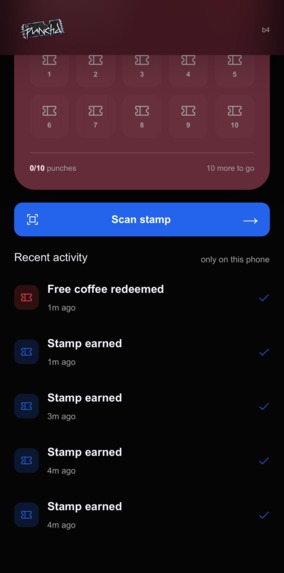 punchd
b4
1 2 3 4 5
6 7 8 9 10
0/10 punches 10 more to go
Scan stamp →
Recent activity only on this phone
Free coffee redeemed
1m ago
Stamp earned
1m ago
Stamp earned
3m ago
Stamp earned
4m ago
Stamp earned
4m ago